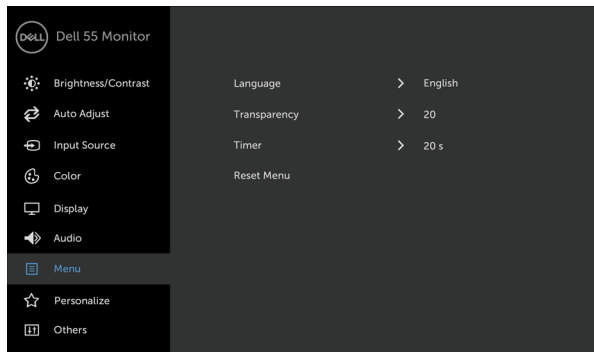 DELL Dell 55 Monitor
Brightness/Contrast
Auto Adjust
Input Source
Color
Display
Audio
Menu
Personalize
Others
Language > English
Transparency > 20
Timer > 20 s
Reset Menu